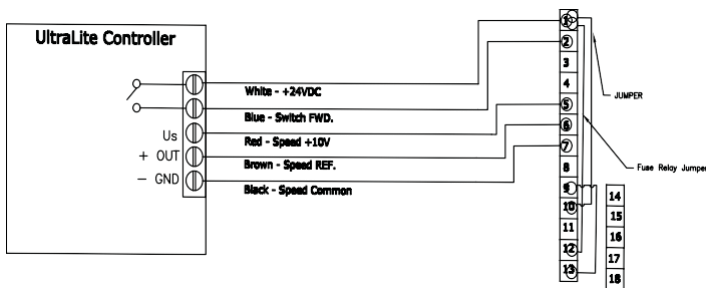 UltraLite Controller
White - +24VDC
Blue - Switch FWD.
Us
Red - Speed +10V
+ OUT
Brown - Speed REF.
- GND
Black - Speed Common
1
2
3
4
5
6
7
8
9
10
11
12
13
JUMPER
Fuse Relay Jumper
14
15
16
17
18